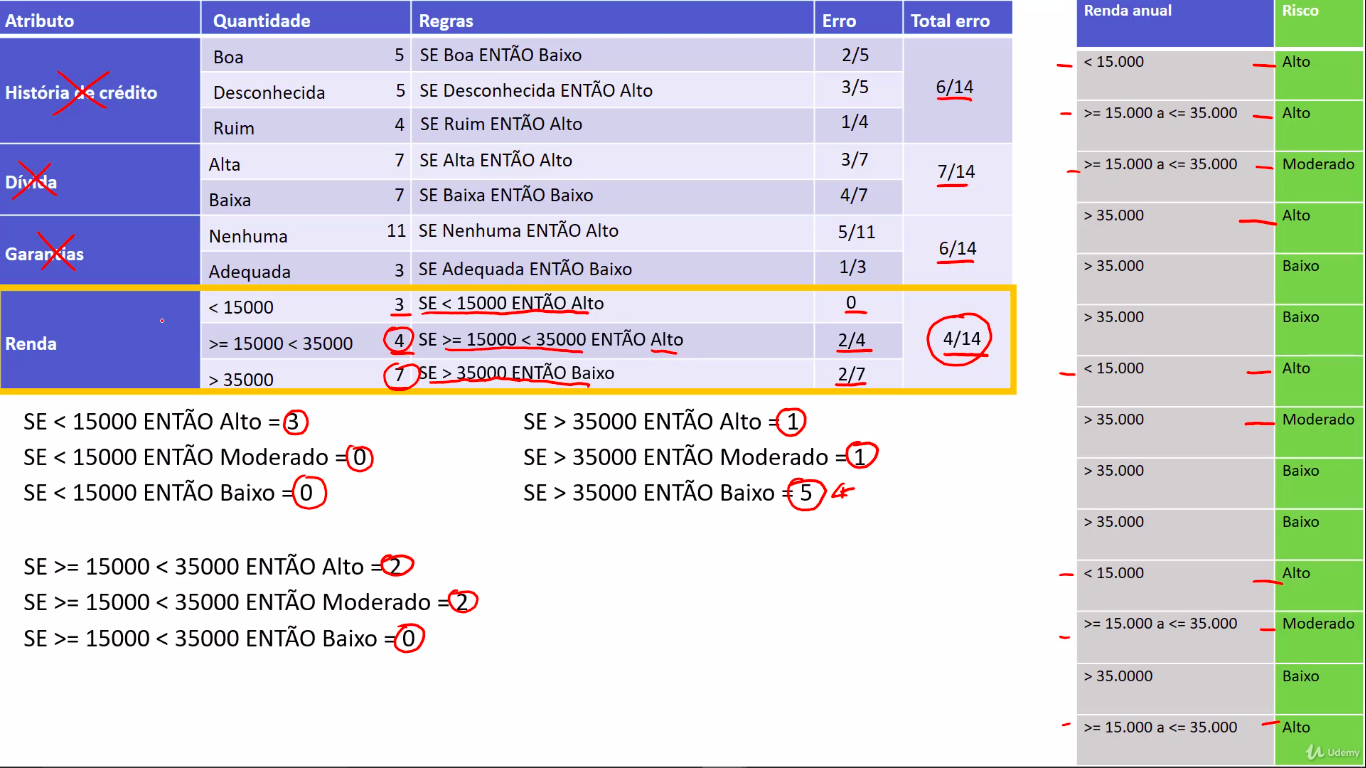 Atributo Quantidade Regras Erro Total erro
História de crédito
Boa 5 SE Boa ENTÃO Baixo 2/5
Desconhecida 5 SE Desconhecida ENTÃO Alto 3/5
Ruim 4 SE Ruim ENTÃO Alto 1/4
6/14
Dívida
Alta 7 SE Alta ENTÃO Alto 3/7
Baixa 7 SE Baixa ENTÃO Baixo 4/7
7/14
Garantias
Nenhuma 11 SE Nenhuma ENTÃO Alto 5/11
Adequada 3 SE Adequada ENTÃO Baixo 1/3
6/14
Renda
< 15000 3 SE < 15000 ENTÃO Alto 0
>= 15000 < 35000 4 SE >= 15000 < 35000 ENTÃO Alto 2/4
> 35000 7 SE > 35000 ENTÃO Baixo 2/7
4/14
SE < 15000 ENTÃO Alto = 3
SE < 15000 ENTÃO Moderado = 0
SE < 15000 ENTÃO Baixo = 0
SE > 35000 ENTÃO Alto = 1
SE > 35000 ENTÃO Moderado = 1
SE > 35000 ENTÃO Baixo = 5
SE >= 15000 < 35000 ENTÃO Alto = 2
SE >= 15000 < 35000 ENTÃO Moderado = 2
SE >= 15000 < 35000 ENTÃO Baixo = 0
Renda anual Risco
< 15.000 Alto
>= 15.000 a <= 35.000 Alto
>= 15.000 a <= 35.000 Moderado
> 35.000 Alto
> 35.000 Baixo
> 35.000 Baixo
< 15.000 Alto
> 35.000 Moderado
> 35.000 Baixo
> 35.000 Baixo
< 15.000 Alto
>= 15.000 a <= 35.000 Moderado
> 35.0000 Baixo
>= 15.000 a <= 35.000 Alto
Udemy